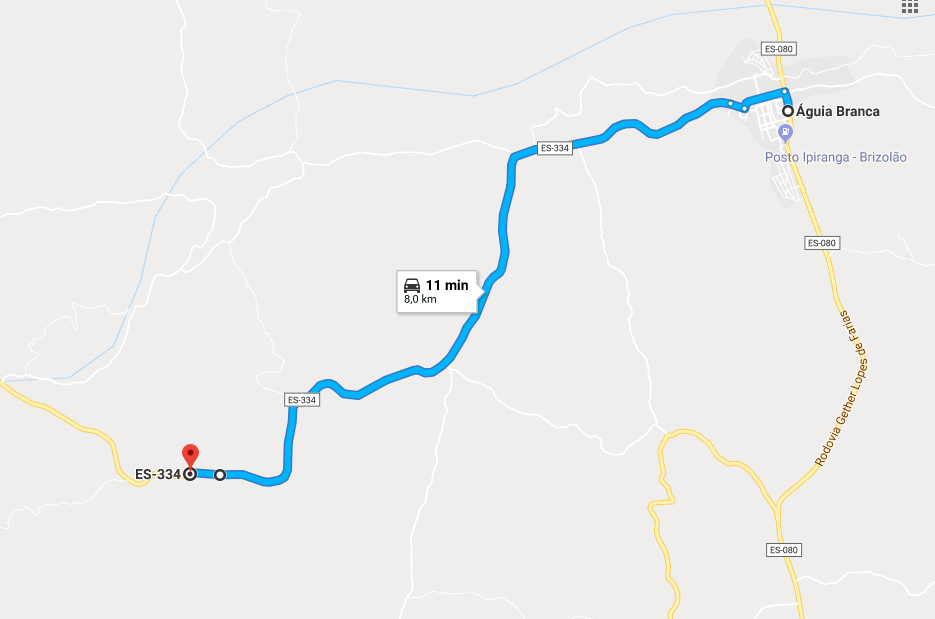 ES-080
Águia Branca
ES-334
Posto Ipiranga - Brizolão
ES-080
11 min
8,0 km
Rodovia Gether Lopes de Farias
ES-334
ES-334
ES-080